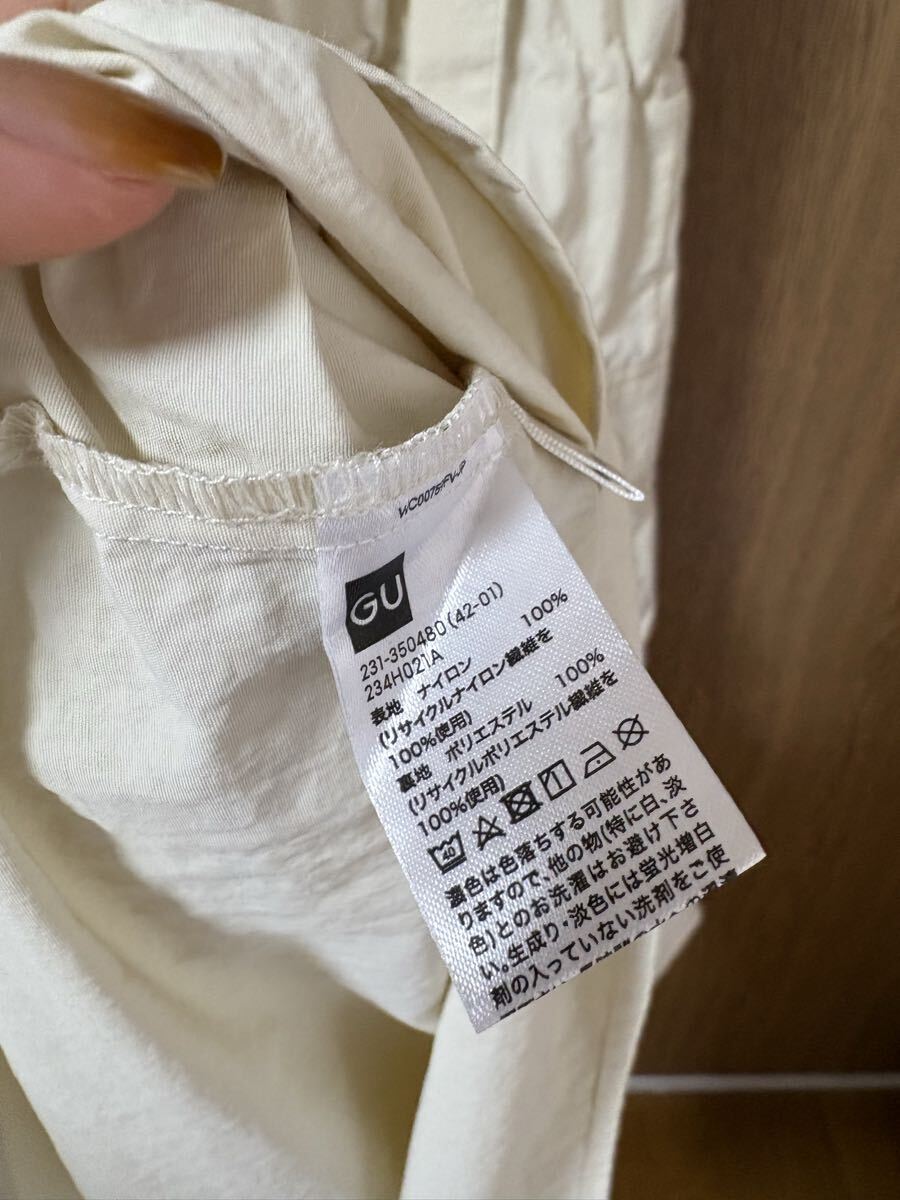 GU
231-350480 (42-01)
234H021A
表地 ナイロン 100%
(リサイクルナイロン繊維を
100%使用)
裏地 ポリエステル 100%
(リサイクルポリエステル繊維を
100%使用)
40
濃色は色落ちする可能性があ
りますので、他の物(特に白、淡
色)とのお洗濯はお避け下さ
い。生成り・淡色には蛍光増白
剤の入っていない洗剤をご使